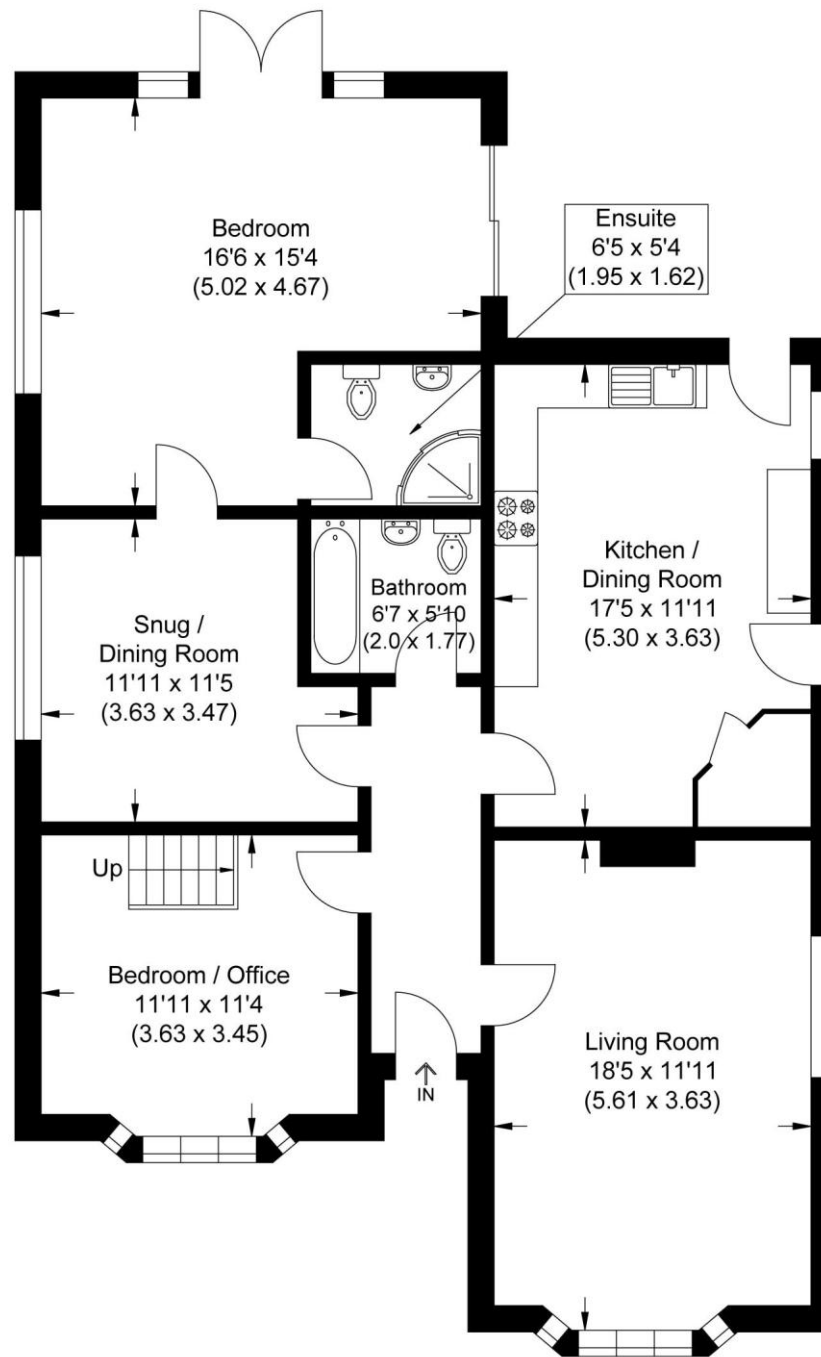 Bedroom
16'6 x 15'4
(5.02 x 4.67)
Ensuite
6'5 x 5'4
(1.95 x 1.62)
Kitchen /
Dining Room
17'5 x 11'11
(5.30 x 3.63)
Bathroom
6'7 x 5'10
(2.0 x 1.77)
Snug /
Dining Room
11'11 x 11'5
(3.63 x 3.47)
Up
Bedroom / Office
11'11 x 11'4
(3.63 x 3.45)
IN
Living Room
18'5 x 11'11
(5.61 x 3.63)